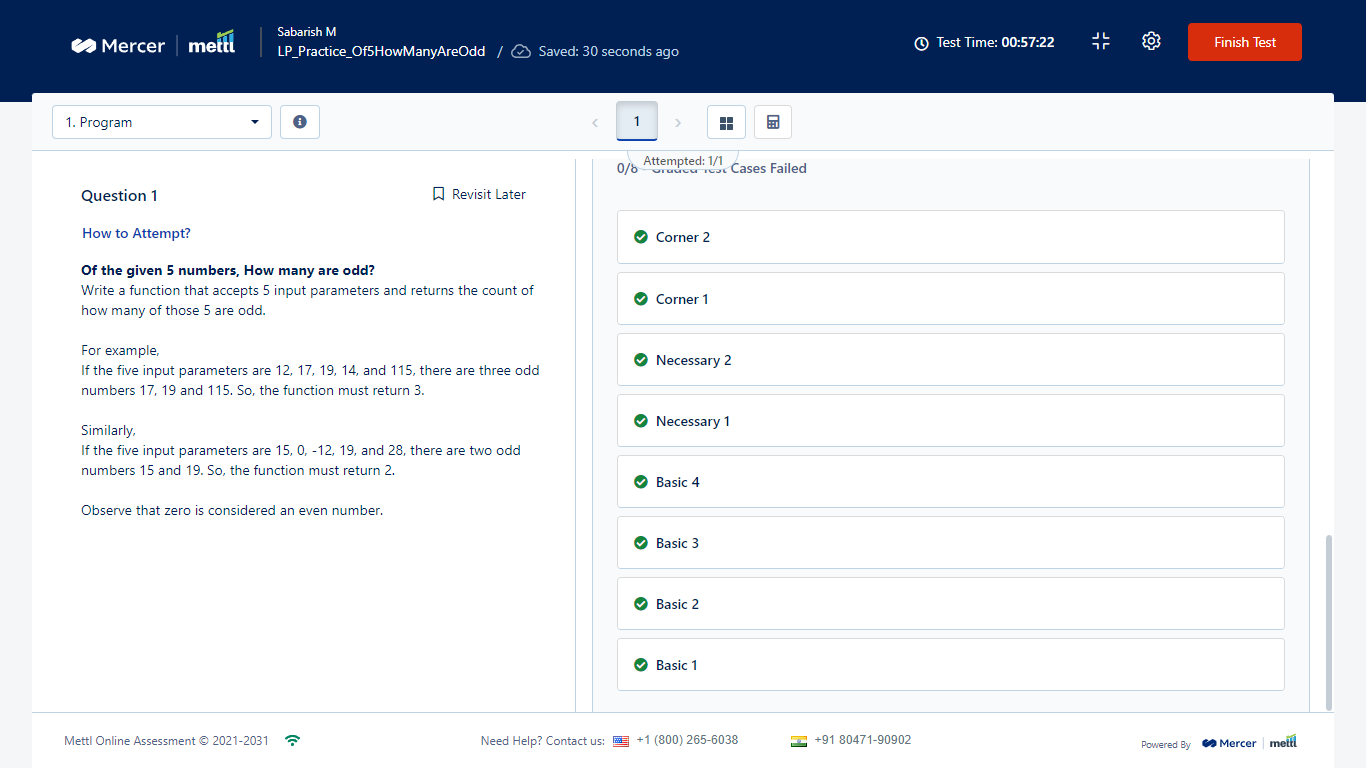 Mercer mettl
Sabarish M
LP_Practice_Of5HowManyAreOdd / Saved: 30 seconds ago
Test Time: 00:57:22
Finish Test
1. Program
1
Attempted: 1/1
Question 1
Revisit Later
How to Attempt?
Of the given 5 numbers, How many are odd?
Write a function that accepts 5 input parameters and returns the count of
how many of those 5 are odd.
For example,
If the five input parameters are 12, 17, 19, 14, and 115, there are three odd
numbers 17, 19 and 115. So, the function must return 3.
Similarly,
If the five input parameters are 15, 0, -12, 19, and 28, there are two odd
numbers 15 and 19. So, the function must return 2.
Observe that zero is considered an even number.
0/8 Graded Test Cases Failed
Corner 2
Corner 1
Necessary 2
Necessary 1
Basic 4
Basic 3
Basic 2
Basic 1
Mettl Online Assessment © 2021-2031
Need Help? Contact us: +1 (800) 265-6038
+91 80471-90902
Powered By Mercer mettl